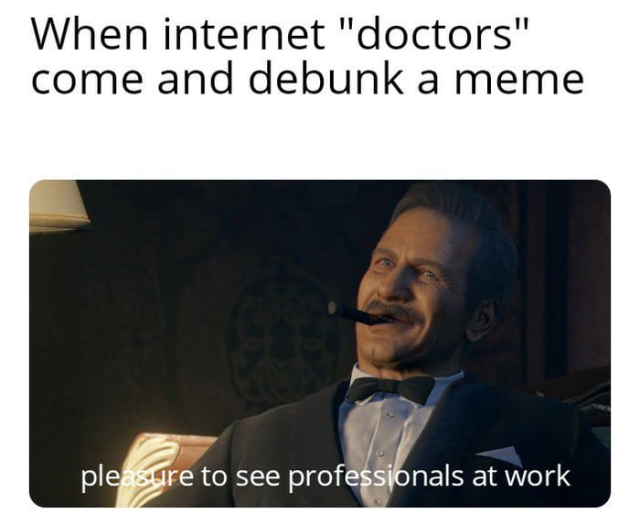 When internet "doctors"
come and debunk a meme
pleasure to see professionals at work